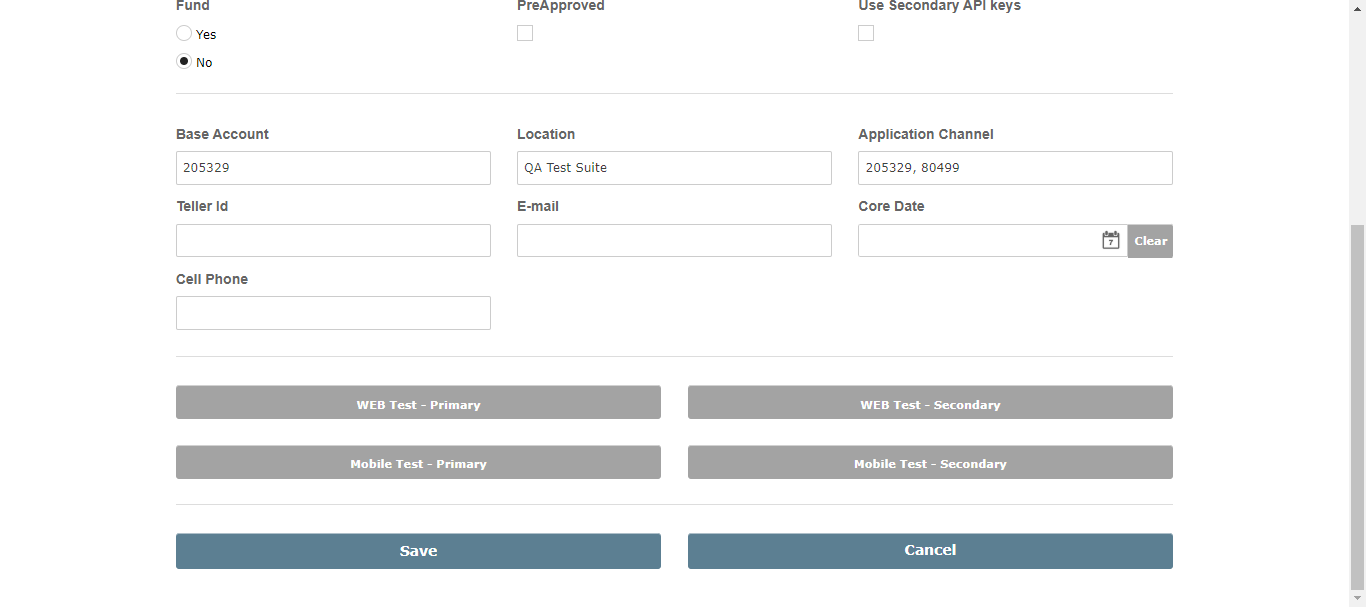 Fund PreApproved Use Secondary API keys
Yes
No
Base Account Location Application Channel
205329 QA Test Suite 205329, 80499
Teller Id E-mail Core Date
7 Clear
Cell Phone
WEB Test - Primary WEB Test - Secondary
Mobile Test - Primary Mobile Test - Secondary
Save Cancel